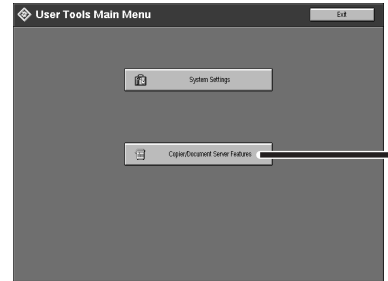 User Tools Main Menu
Exit
System Settings
Copier/Document Server Features